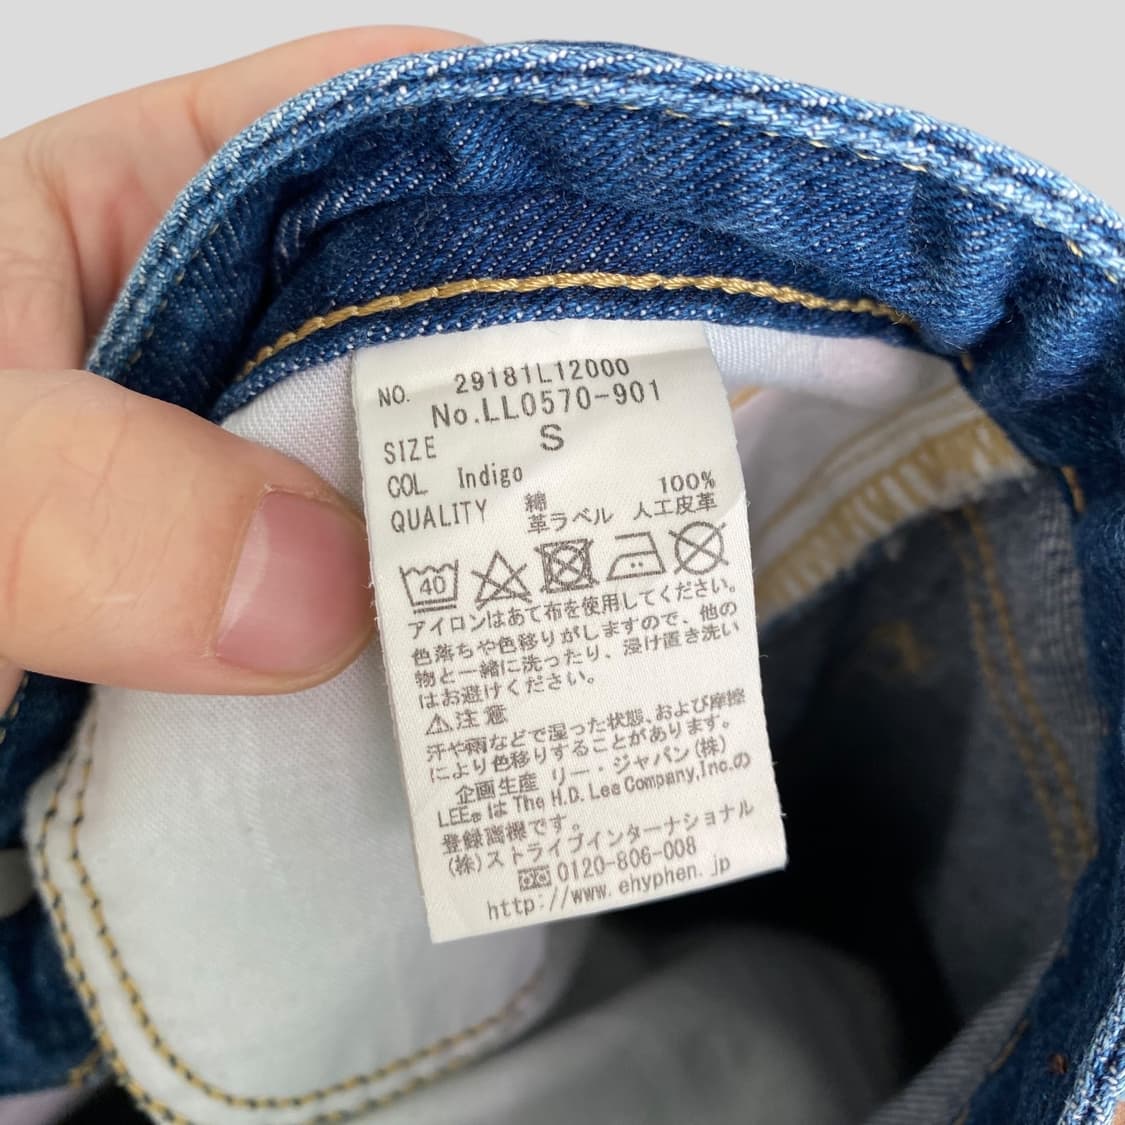 NO. 29181L12000
No.LL0570-901
SIZE S
COL Indigo
QUALITY 綿 100%
革ラベル 人工皮革
40
アイロンはあて布を使用してください。
色落ちや色移りがしますので、他の
物と一緒に洗ったり、浸け置き洗い
はお避けください。
⚠注意
汗や雨などで湿った状態、および摩擦
により色移りすることがあります。
企画生産 リー・ジャパン(株)
LEE®は The H.D. Lee Company,Inc.の
登録商標です。
(株)ストライプインターナショナル
0120-806-008
http://www.ehyphen.jp